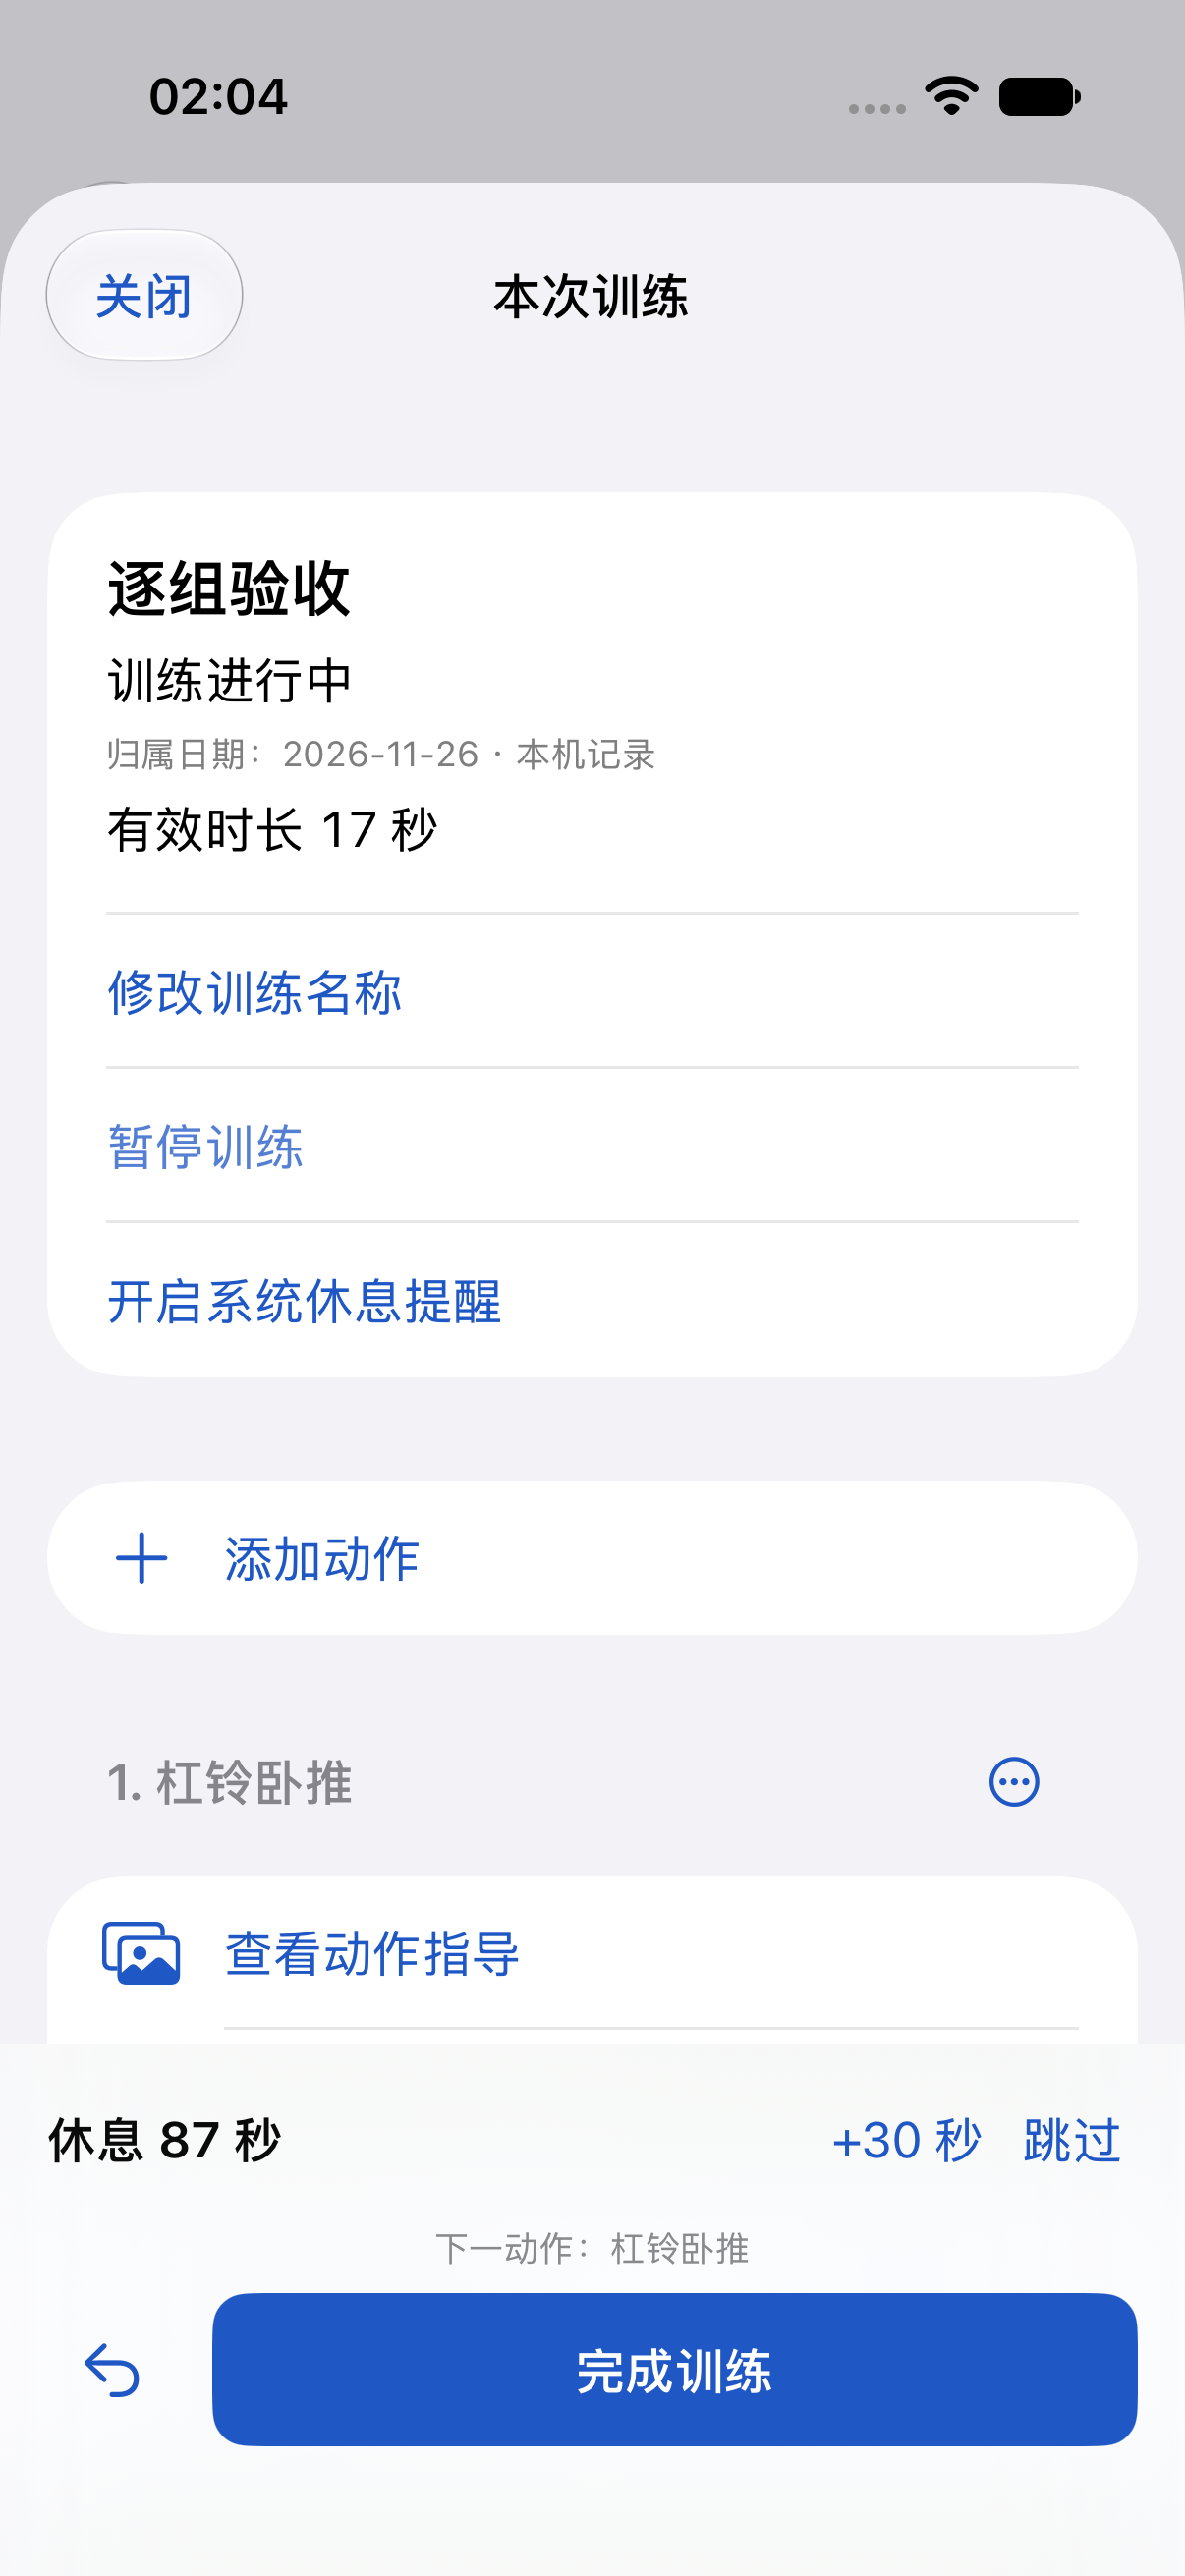 02:04
关闭
本次训练
逐组验收
训练进行中
归属日期：2026-11-26 · 本机记录
有效时长 17 秒
修改训练名称
暂停训练
开启系统休息提醒
添加动作
1. 杠铃卧推
查看动作指导
休息 87 秒
+30 秒 跳过
下一动作：杠铃卧推
完成训练